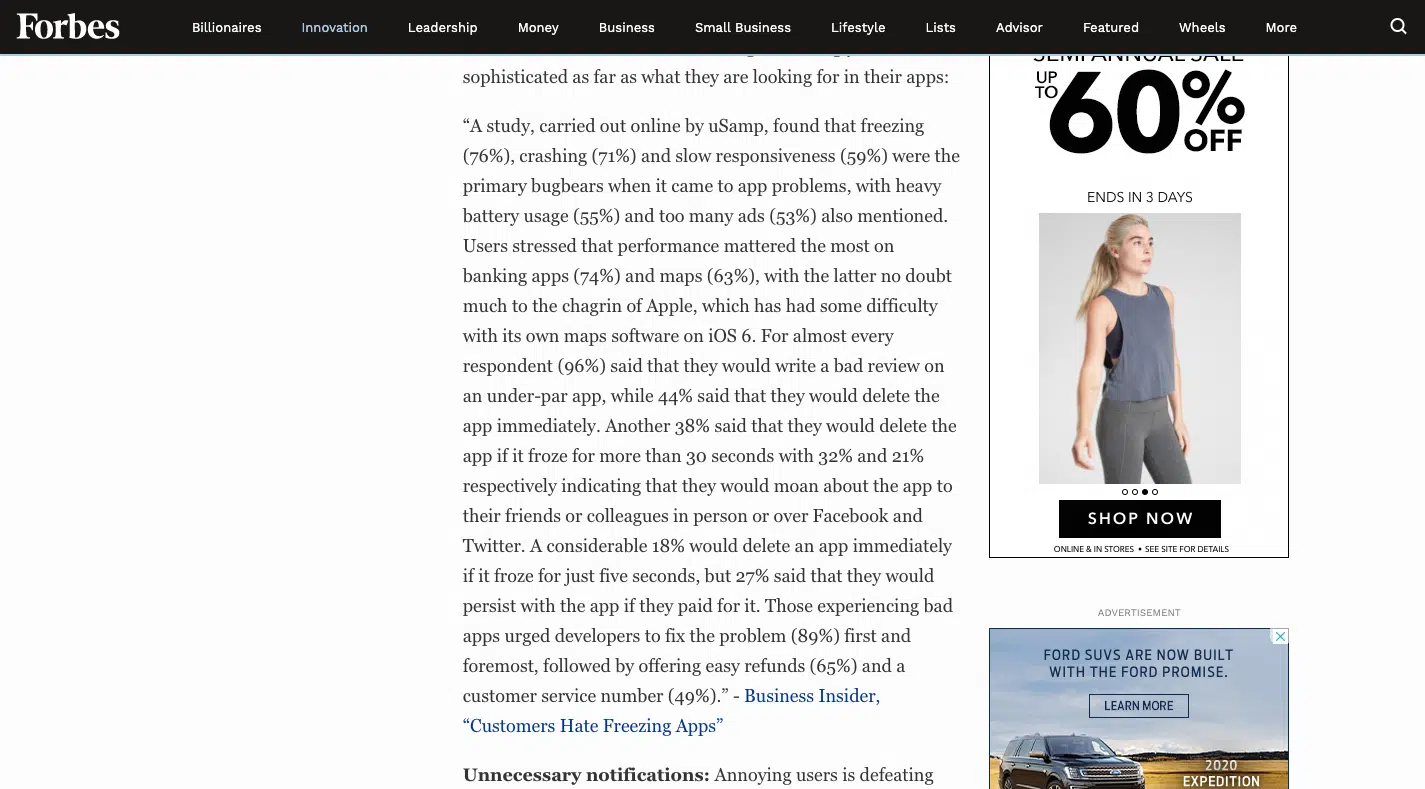 Forbes
Billionaires
Innovation
Leadership
Money
Business
Small Business
Lifestyle
Lists
Advisor
Featured
Wheels
More
sophisticated as far as what they are looking for in their apps:
“A study, carried out online by uSamp, found that freezing
(76%), crashing (71%) and slow responsiveness (59%) were the
primary bugbears when it came to app problems, with heavy
battery usage (55%) and too many ads (53%) also mentioned.
Users stressed that performance mattered the most on
banking apps (74%) and maps (63%), with the latter no doubt
much to the chagrin of Apple, which has had some difficulty
with its own maps software on iOS 6. For almost every
respondent (96%) said that they would write a bad review on
an under-par app, while 44% said that they would delete the
app immediately. Another 38% said that they would delete the
app if it froze for more than 30 seconds with 32% and 21%
respectively indicating that they would moan about the app to
their friends or colleagues in person or over Facebook and
Twitter. A considerable 18% would delete an app immediately
if it froze for just five seconds, but 27% said that they would
persist with the app if they paid for it. Those experiencing bad
apps urged developers to fix the problem (89%) first and
foremost, followed by offering easy refunds (65%) and a
customer service number (49%).” - Business Insider,
“Customers Hate Freezing Apps”
Unnecessary notifications: Annoying users is defeating
SEMI ANNUAL SALE
UP
TO
60%
OFF
ENDS IN 3 DAYS
SHOP NOW
ONLINE & IN STORES • SEE SITE FOR DETAILS
ADVERTISEMENT
FORD SUVS ARE NOW BUILT
WITH THE FORD PROMISE.
LEARN MORE
2020
EXPEDITION